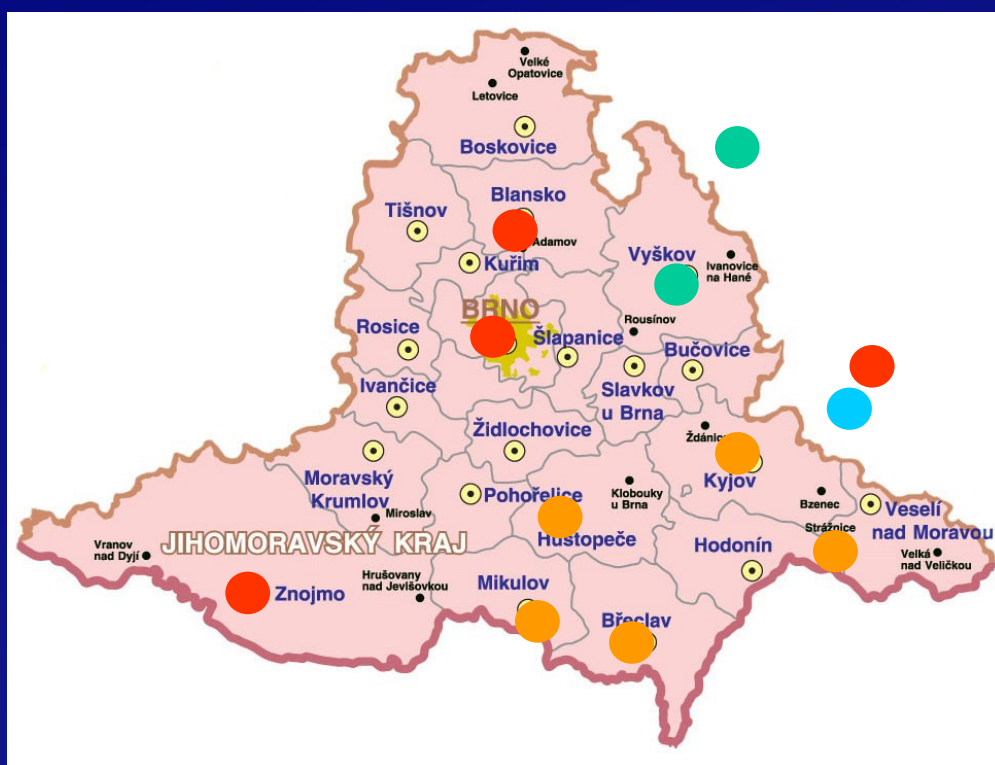 Velké
Opatovice
Letovice
Boskovice
Blansko
Tišnov
Adamov
Kuřim
Vyškov
Ivanovice
na Hané
BRNO
Rousínov
Rosice
Šlapanice
Bučovice
Ivančice
Slavkov
u Brna
Židlochovice
Ždánice
Moravský
Krumlov
Pohořelice
Klobouky
u Brna
Kyjov
Bzenec
Veselí
nad Moravou
Miroslav
Strážnice
JIHOMORAVSKÝ KRAJ
Hustopeče
Hodonín
Vranov
nad Dyjí
Velká
nad Veličkou
Hrušovany
nad Jevišovkou
Mikulov
Znojmo
Břeclav